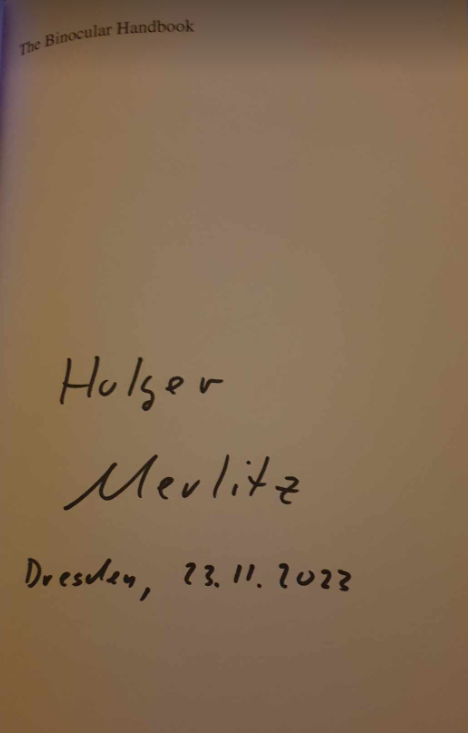 The Binocular Handbook
Holger
Merlitz
Dresden, 23.11.2023